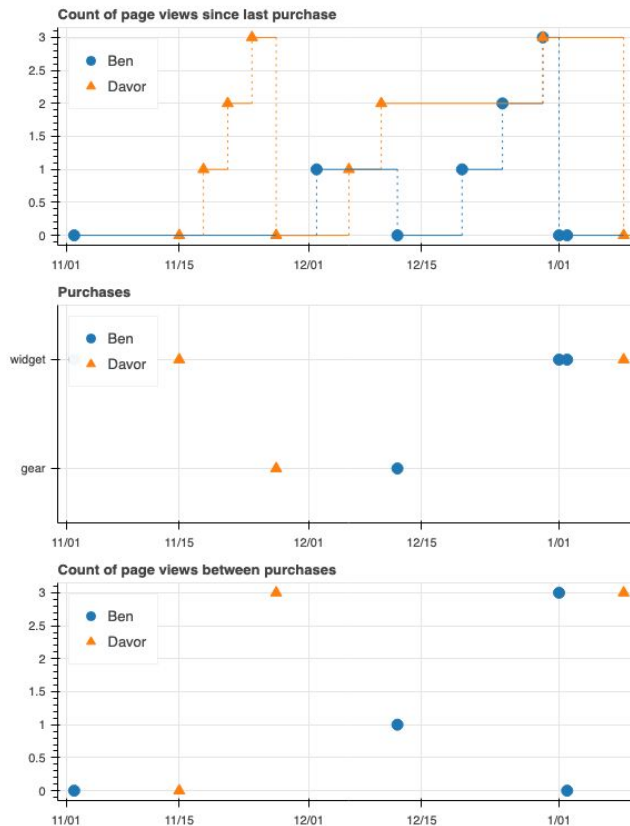 Count of page views since last purchase
3
2.5
2
1.5
1
0.5
0
Ben
Davor
11/01
11/15
12/01
12/15
1/01
Purchases
widget
gear
Ben
Davor
11/01
11/15
12/01
12/15
1/01
Count of page views between purchases
3
2.5
2
1.5
1
0.5
0
Ben
Davor
11/01
11/15
12/01
12/15
1/01